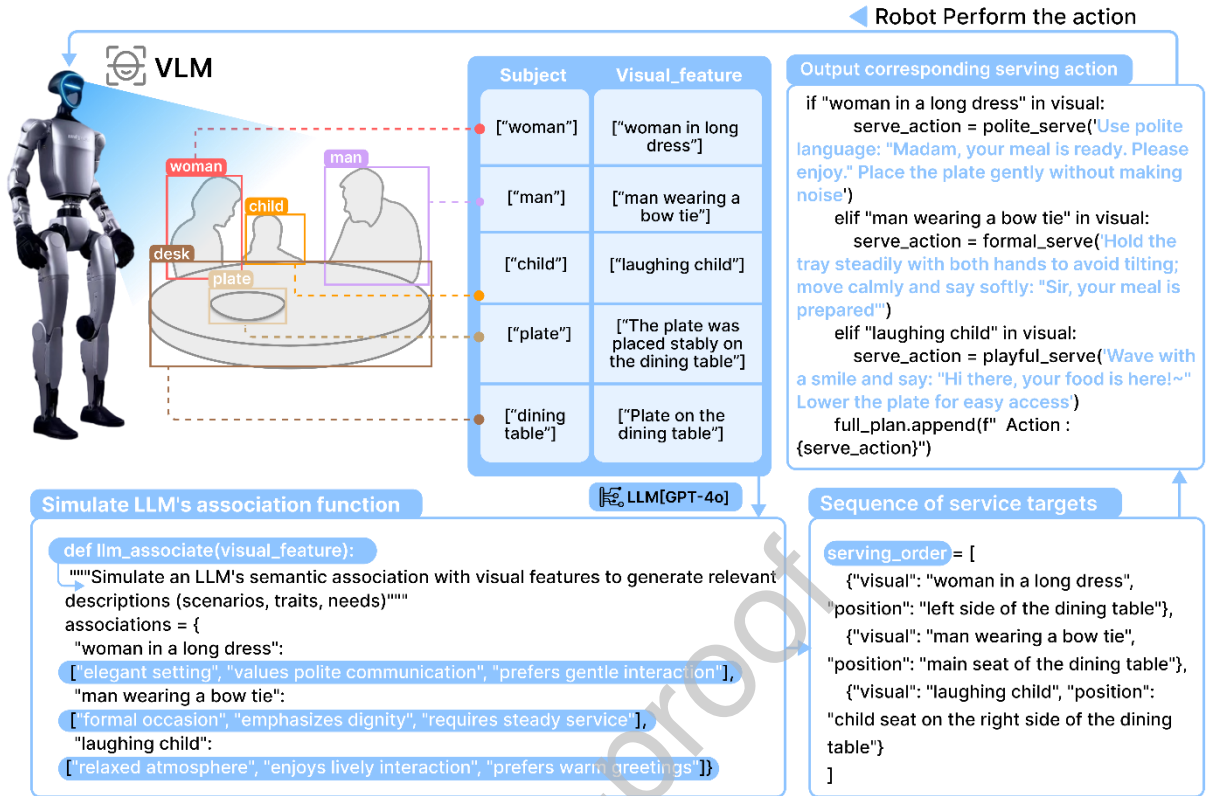 Robot Perform the action
VLM
woman
man
child
desk
plate
Subject
Visual_feature
["woman"]
["woman in long
dress"]
["man"]
["man wearing a
bow tie"]
["child"]
["laughing child"]
["plate"]
["The plate was
placed stably on
the dining table"]
["dining
table"]
["Plate on the
dining table"]
LLM[GPT-4o]
Output corresponding serving action
if "woman in a long dress" in visual:
serve_action = polite_serve('Use polite
language: "Madam, your meal is ready. Please
enjoy." Place the plate gently without making
noise')
elif "man wearing a bow tie" in visual:
serve_action = formal_serve('Hold the
tray steadily with both hands to avoid tilting;
move calmly and say softly: "Sir, your meal is
prepared"')
elif "laughing child" in visual:
serve_action = playful_serve('Wave with
a smile and say: "Hi there, your food is here!~"
Lower the plate for easy access')
full_plan.append(f" Action :
{serve_action}")
Simulate LLM's association function
def llm_associate(visual_feature):
""""Simulate an LLM's semantic association with visual features to generate relevant
descriptions (scenarios, traits, needs)"""
associations = {
"woman in a long dress":
["elegant setting", "values polite communication", "prefers gentle interaction"],
"man wearing a bow tie":
["formal occasion", "emphasizes dignity", "requires steady service"],
"laughing child":
["relaxed atmosphere", "enjoys lively interaction", "prefers warm greetings"]}
Sequence of service targets
serving_order = [
{"visual": "woman in a long dress",
"position": "left side of the dining table"},
{"visual": "man wearing a bow tie",
"position": "main seat of the dining table"},
{"visual": "laughing child", "position":
"child seat on the right side of the dining
table"}
]
proof